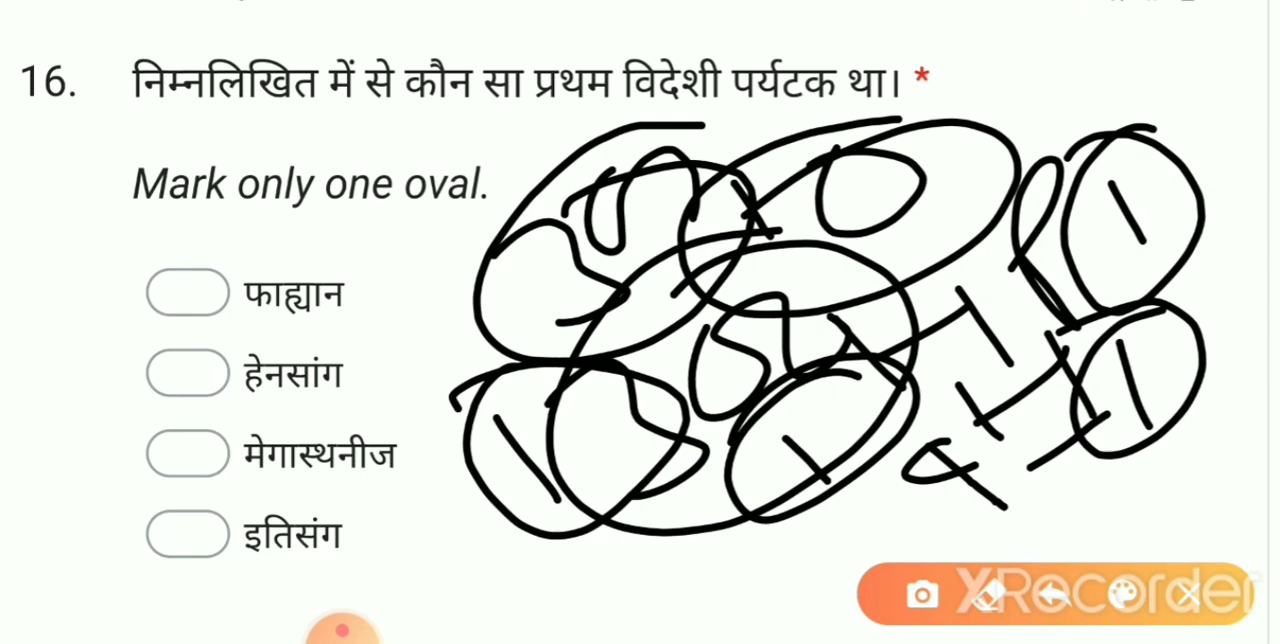 16. निम्नलिखित में से कौन सा प्रथम विदेशी पर्यटक था। *
Mark only one oval.
फाह्यान
हेनसांग
मेगास्थनीज
इतिसंग
XRecorder